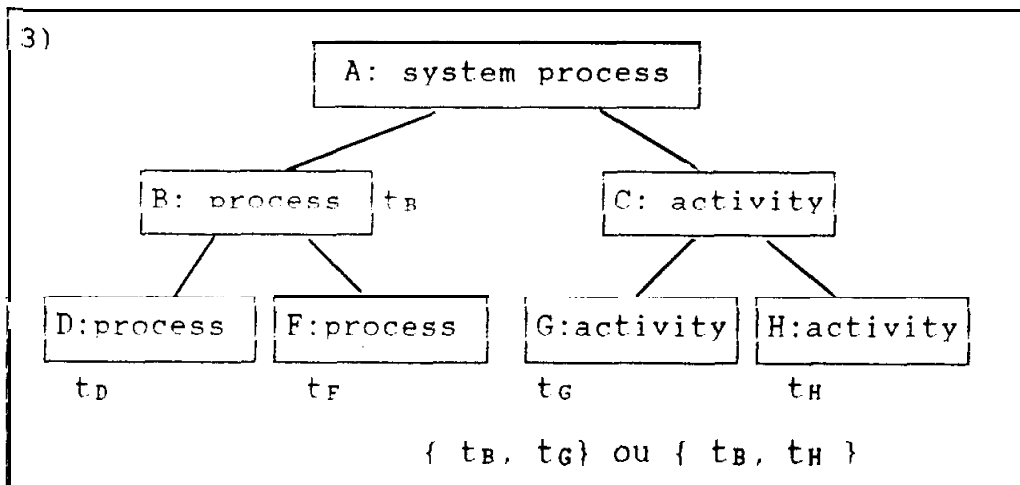 3)
A: system process
B: process tB
C: activity
D:process
F:process
G:activity
H:activity
tD
tF
tG
tH
{ tB, tG} ou { tB, tH }